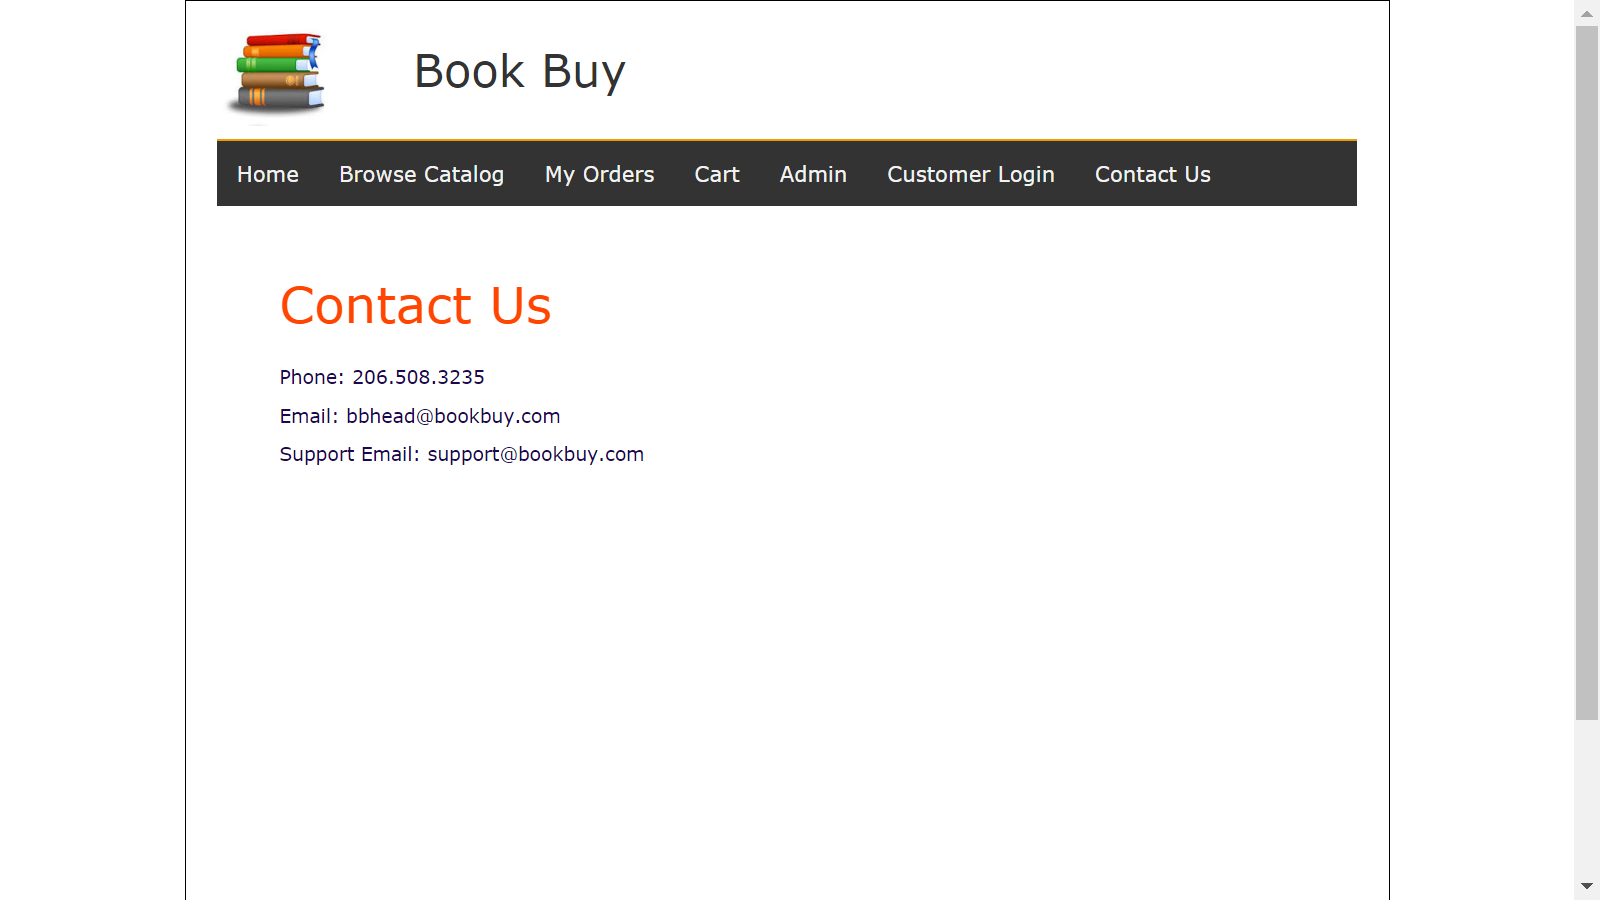 Book Buy
Home Browse Catalog My Orders Cart Admin Customer Login Contact Us
Contact Us
Phone: 206.508.3235
Email: bbhead@bookbuy.com
Support Email: support@bookbuy.com